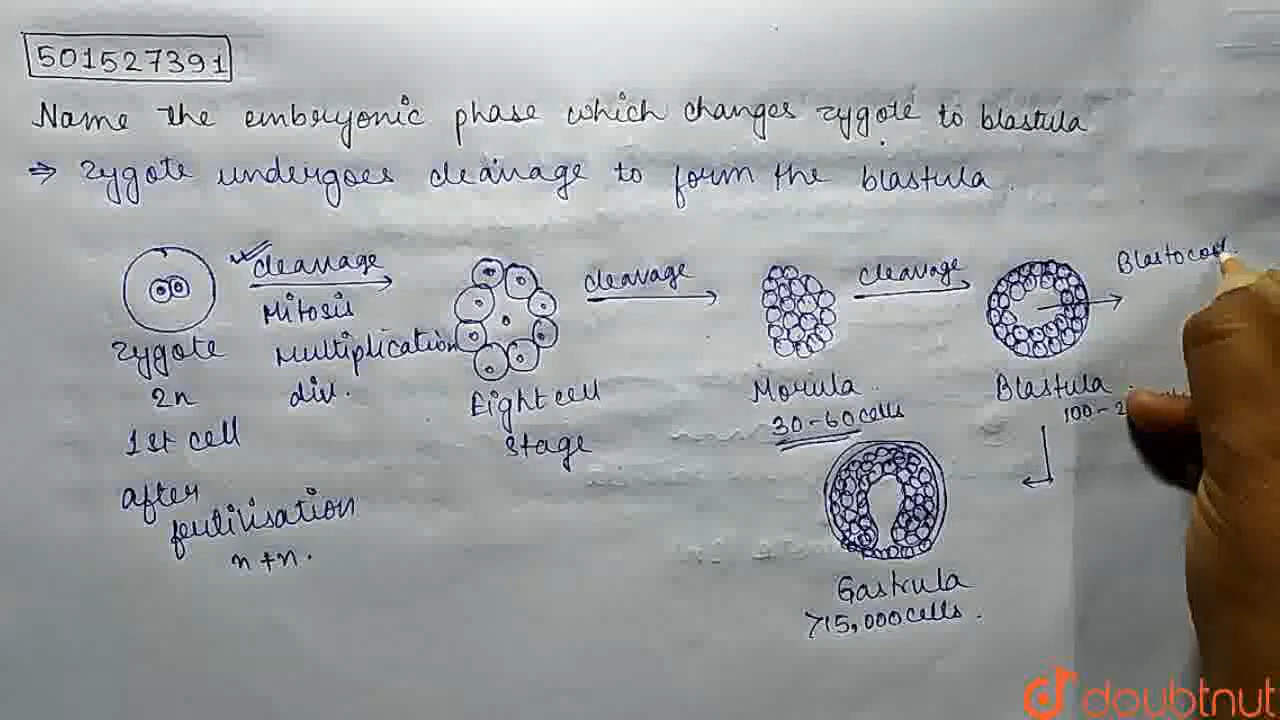 501527391
Name the embryonic phase which changes zygote to blastula
⇒ Zygote undergoes cleavage to form the blastula.
cleavage
Mitosis
Multiplication
div.
cleavage
cleavage
Zygote
2n
1st cell
after
fertilisation
n+n.
Eight cell
stage
Morula
30-60 cells
Blastula
100-
Gastrula
>15,000 cells.
doubtnut